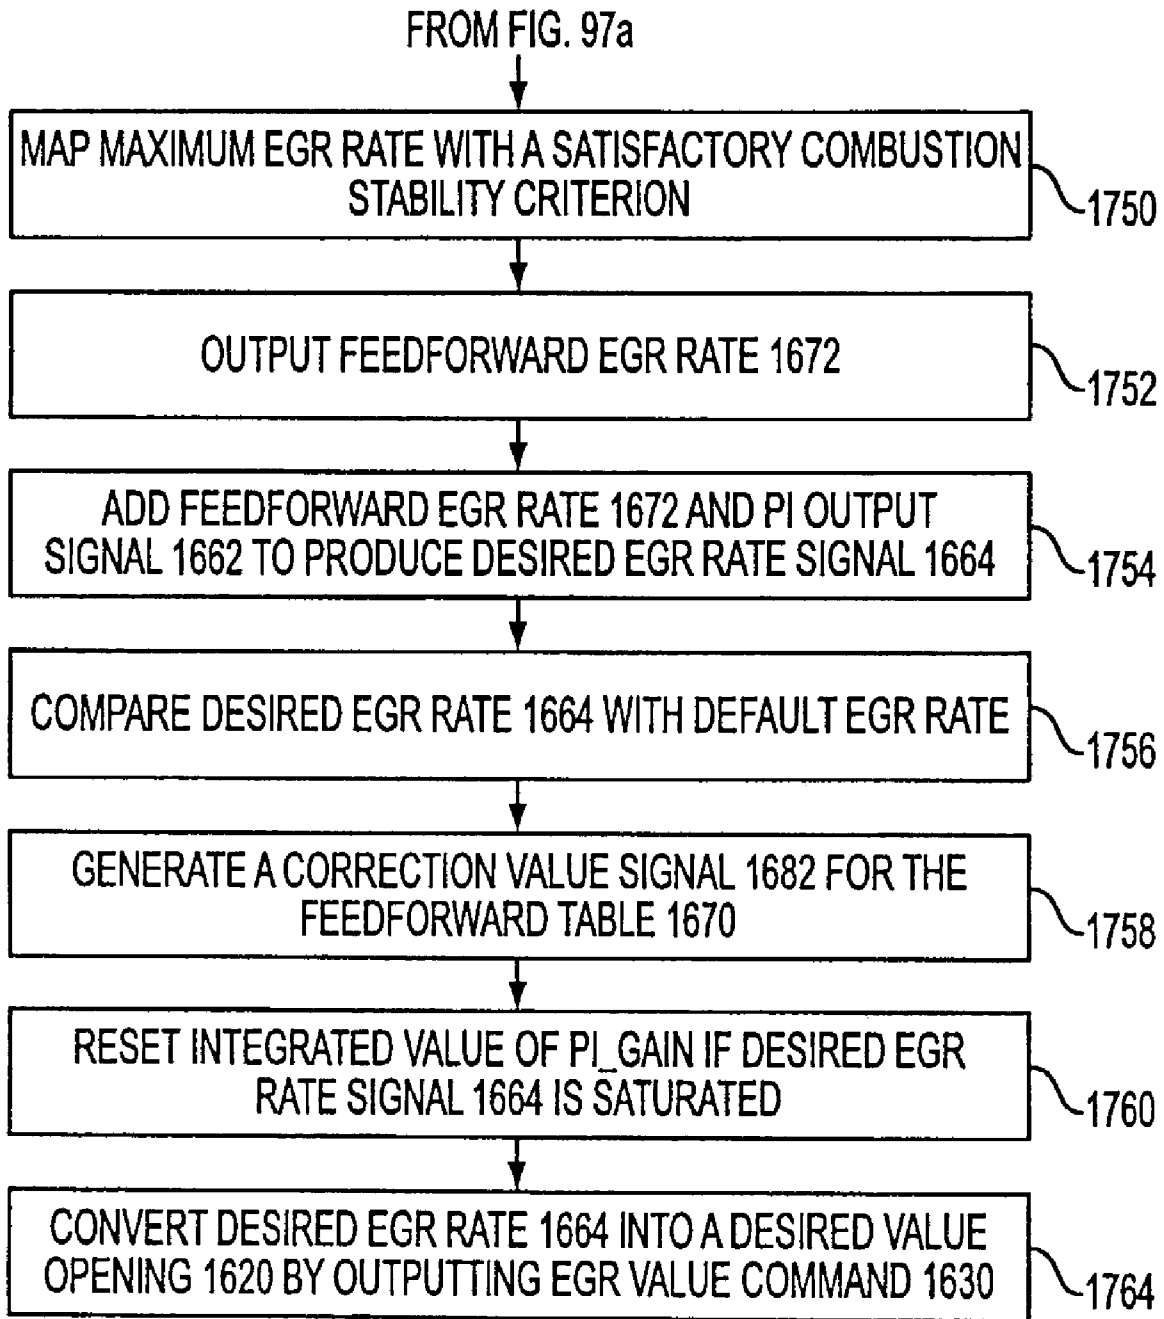 FROM FIG. 97a
MAP MAXIMUM EGR RATE WITH A SATISFACTORY COMBUSTION
STABILITY CRITERION
1750
OUTPUT FEEDFORWARD EGR RATE 1672
1752
ADD FEEDFORWARD EGR RATE 1672 AND PI OUTPUT
SIGNAL 1662 TO PRODUCE DESIRED EGR RATE SIGNAL 1664
1754
COMPARE DESIRED EGR RATE 1664 WITH DEFAULT EGR RATE
1756
GENERATE A CORRECTION VALUE SIGNAL 1682 FOR THE
FEEDFORWARD TABLE 1670
1758
RESET INTEGRATED VALUE OF PI_GAIN IF DESIRED EGR
RATE SIGNAL 1664 IS SATURATED
1760
CONVERT DESIRED EGR RATE 1664 INTO A DESIRED VALUE
OPENING 1620 BY OUTPUTTING EGR VALUE COMMAND 1630
1764